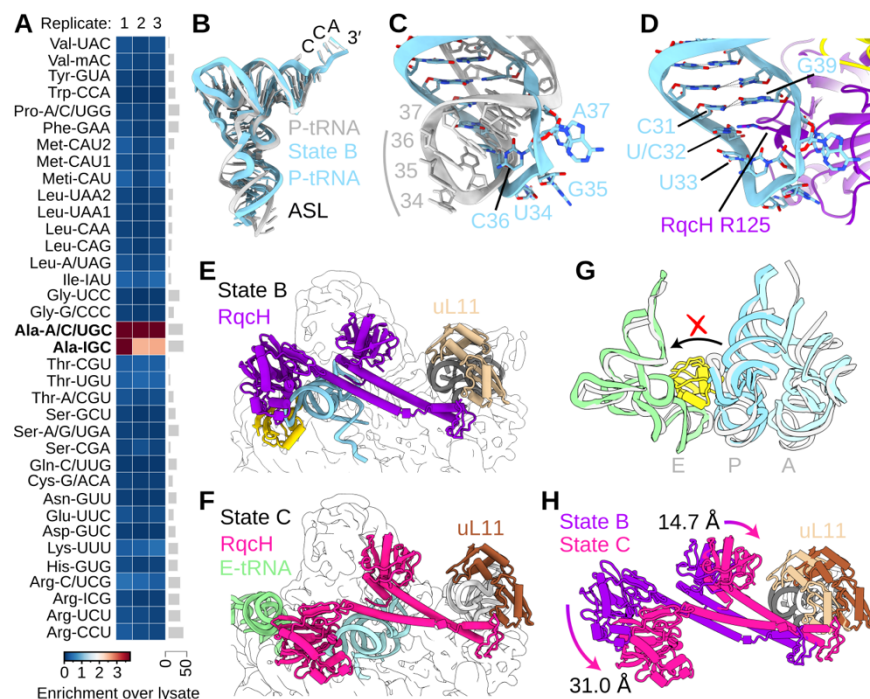 A
Replicate: 1 2 3
Val-UAC
Val-mAC
Tyr-GUA
Trp-CCA
Pro-A/C/UGG
Phe-GAA
Met-CAU2
Met-CAU1
Meti-CAU
Leu-UAA2
Leu-UAA1
Leu-CAA
Leu-CAG
Leu-A/UAG
Ile-IAU
Gly-UCC
Gly-G/CCC
Ala-A/C/UGC
Ala-IGC
Thr-CGU
Thr-UGU
Thr-A/CGU
Ser-GCU
Ser-A/G/UGA
Ser-CGA
Gln-C/UUG
Cys-G/ACA
Asn-GUU
Glu-UUC
Asp-GUC
Lys-UUU
His-GUG
Arg-C/UCG
Arg-ICG
Arg-UCU
Arg-CCU
0 1 2 3 4 5
0 50
Enrichment over lysate
B
CCA 3′
P-tRNA
State B
P-tRNA
ASL
C
37
36
35
34
A37
G35
U34
C36
D
G39
C31
U/C32
U33
RqcH R125
E
State B
RqcH
uL11
F
State C
RqcH
E-tRNA
uL11
G
E P A
H
State B
State C
14.7 Å
uL11
31.0 Å